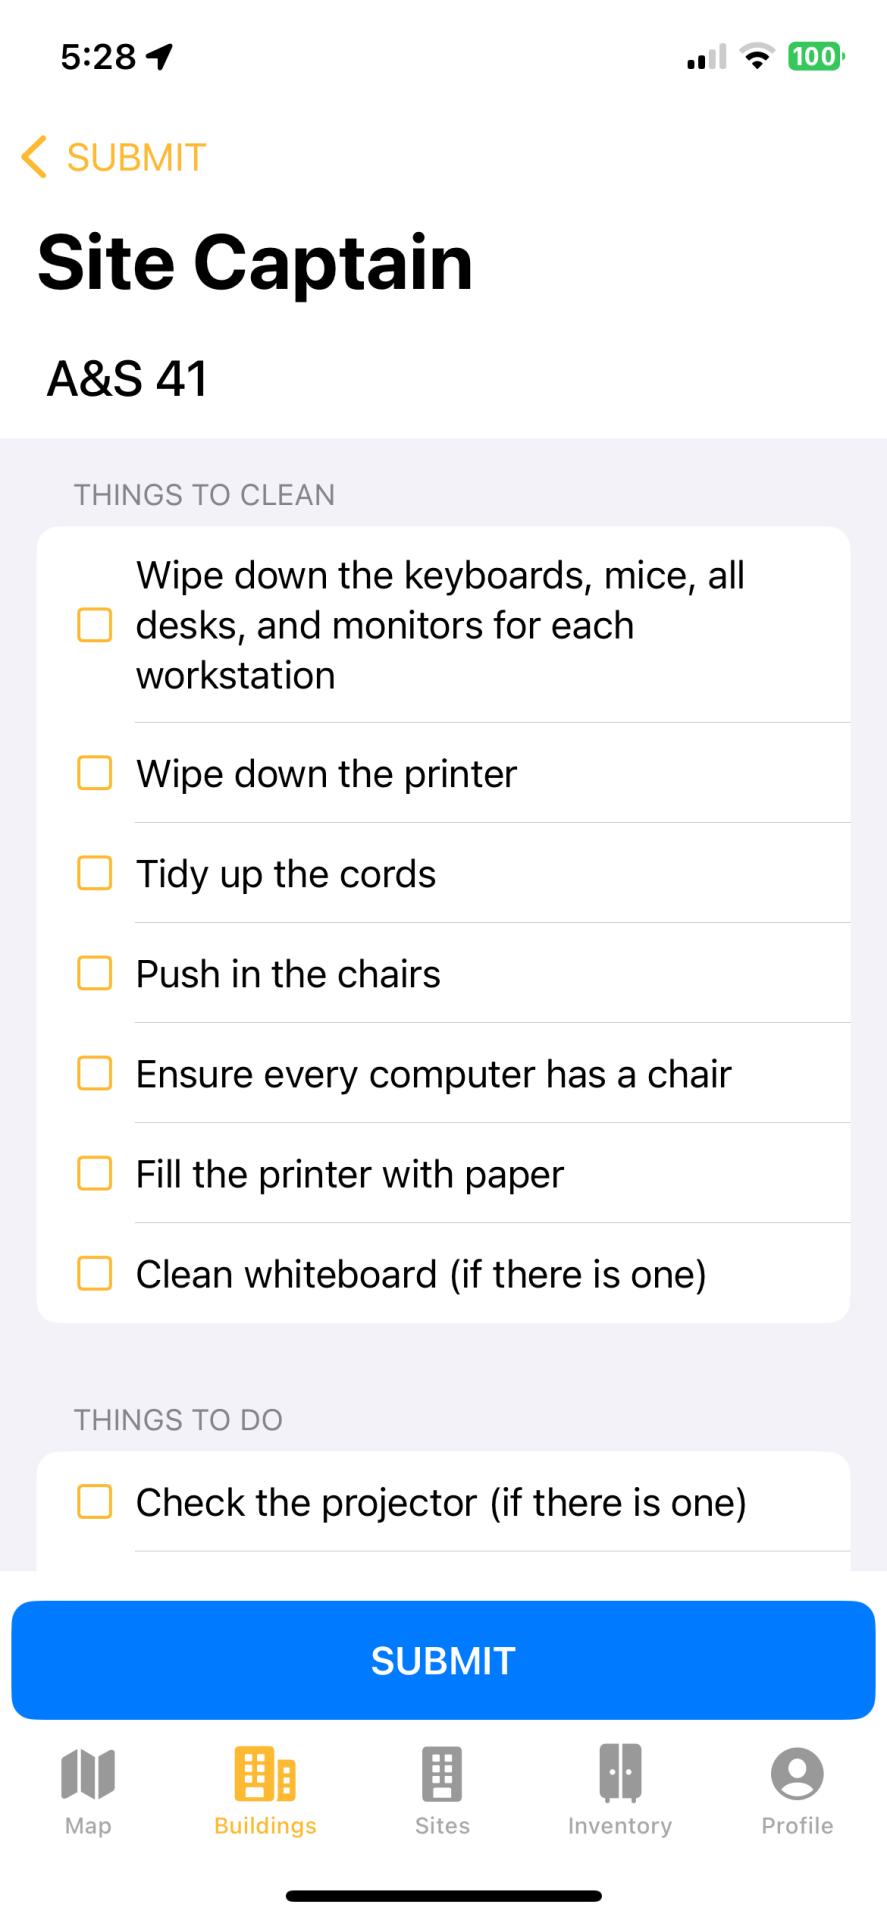 5:28
100
SUBMIT
Site Captain
A&S 41
THINGS TO CLEAN
Wipe down the keyboards, mice, all
desks, and monitors for each
workstation
Wipe down the printer
Tidy up the cords
Push in the chairs
Ensure every computer has a chair
Fill the printer with paper
Clean whiteboard (if there is one)
THINGS TO DO
Check the projector (if there is one)
SUBMIT
Map
Buildings
Sites
Inventory
Profile